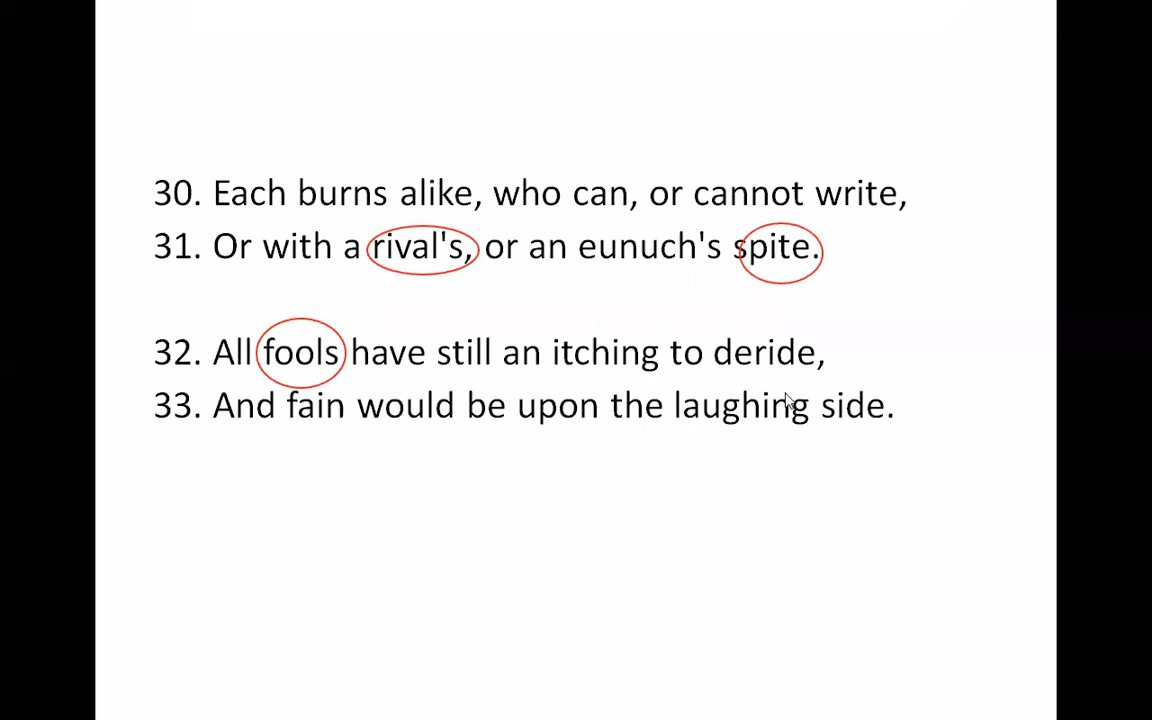 30. Each burns alike, who can, or cannot write,
31. Or with a rival's, or an eunuch's spite.
32. All fools have still an itching to deride,
33. And fain would be upon the laughing side.